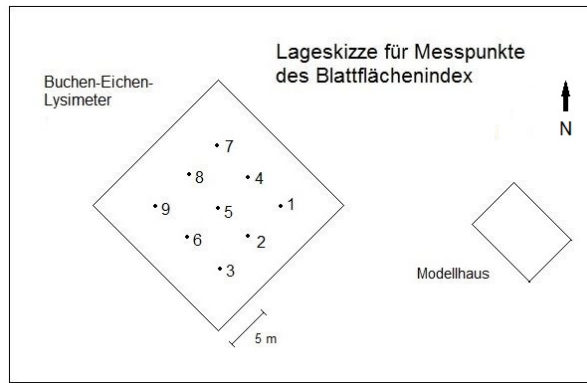 Lageskizze für Messpunkte
des Blattflächenindex
Buchen-Eichen-
Lysimeter
N
7
8
4
9
5
1
6
2
3
Modellhaus
5 m